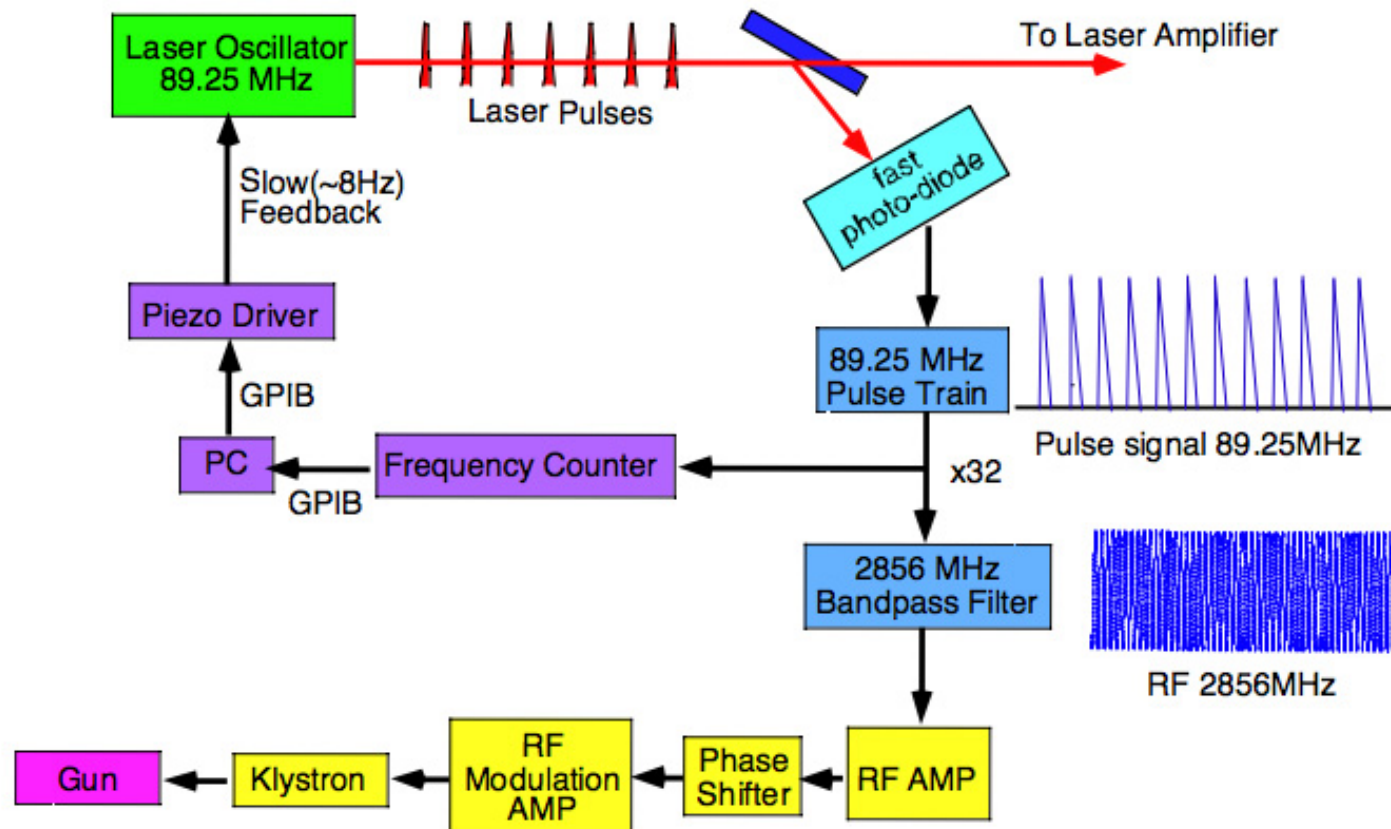 Laser Oscillator
89.25 MHz
Laser Pulses
To Laser Amplifier
fast
photo-diode
Slow(~8Hz)
Feedback
Piezo Driver
GPIB
PC
GPIB
Frequency Counter
89.25 MHz
Pulse Train
Pulse signal 89.25MHz
x32
2856 MHz
Bandpass Filter
RF 2856MHz
Gun
Klystron
RF
Modulation
AMP
Phase
Shifter
RF AMP